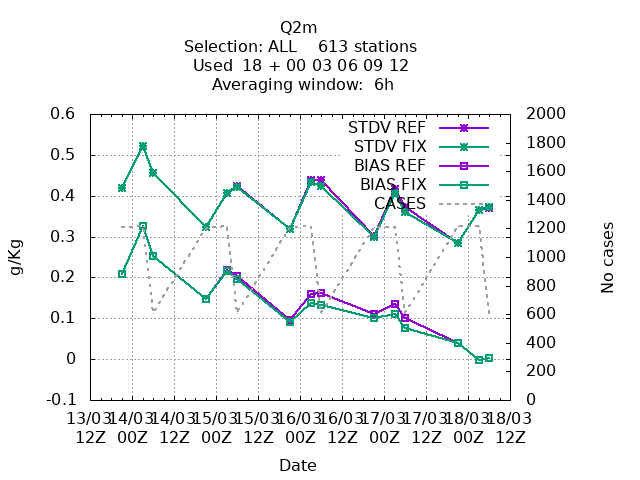 Q2m
Selection: ALL    613 stations
Used  18 + 00 03 06 09 12
Averaging window:  6h
0.6
0.5
0.4
0.3
0.2
0.1
0
-0.1
g/Kg
STDV REF
STDV FIX
BIAS REF
BIAS FIX
CASES
2000
1800
1600
1400
1200
1000
800
600
400
200
0
No cases
13/03 14/03 14/03 15/03 15/03 16/03 16/03 17/03 17/03 18/03 18/03
12Z 00Z 12Z 00Z 12Z 00Z 12Z 00Z 12Z 00Z 12Z
Date